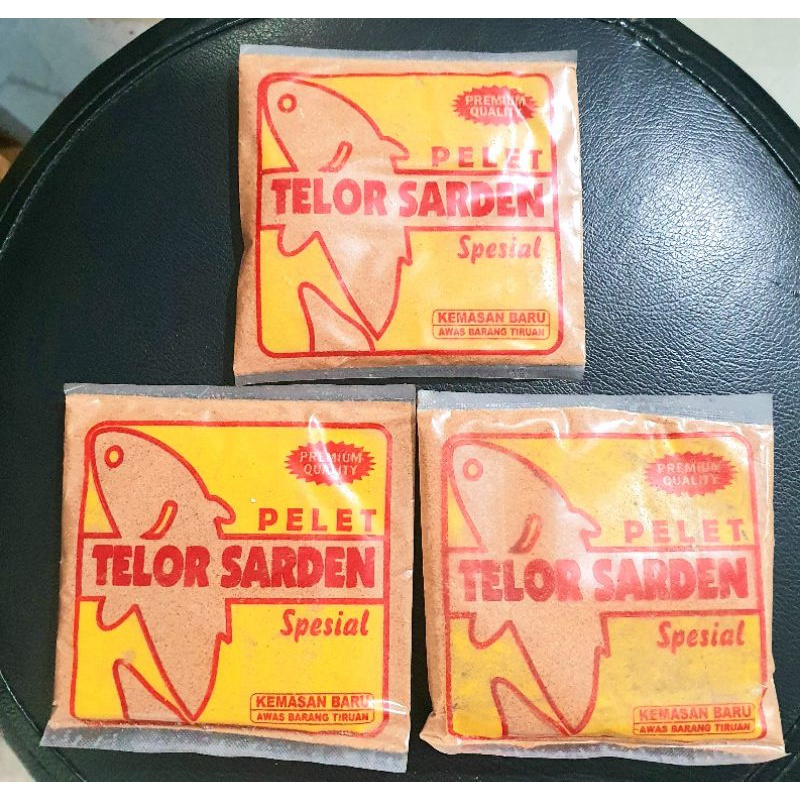 PREMIUM
QUALITY
PELET
TELOR SARDEN
Spesial
KEMASAN BARU
AWAS BARANG TIRUAN
PREMIUM
QUALITY
PELET
TELOR SARDEN
Spesial
KEMASAN BARU
AWAS BARANG TIRUAN
PREMIUM
QUALITY
PELET
TELOR SARDEN
Spesial
KEMASAN BARU
AWAS BARANG TIRUAN